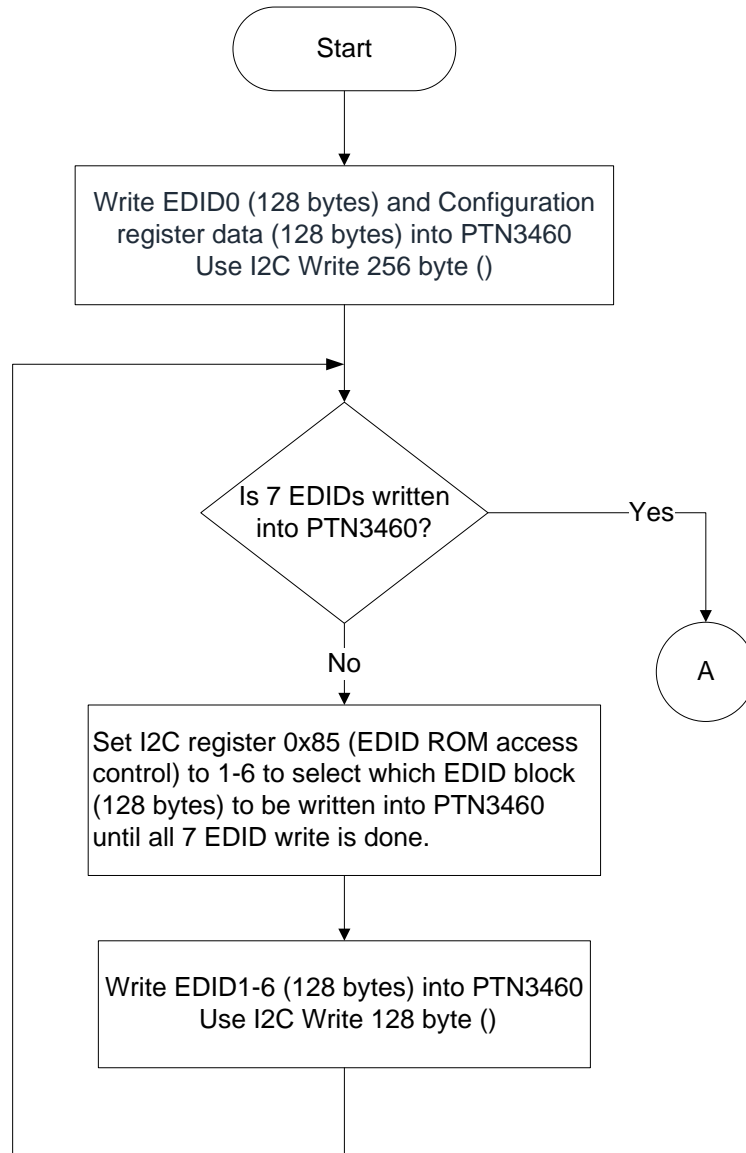 Start
Write EDID0 (128 bytes) and Configuration
register data (128 bytes) into PTN3460
Use I2C Write 256 byte ()
Is 7 EDIDs written
into PTN3460?
Yes
A
No
Set I2C register 0x85 (EDID ROM access
control) to 1-6 to select which EDID block
(128 bytes) to be written into PTN3460
until all 7 EDID write is done.
Write EDID1-6 (128 bytes) into PTN3460
Use I2C Write 128 byte ()